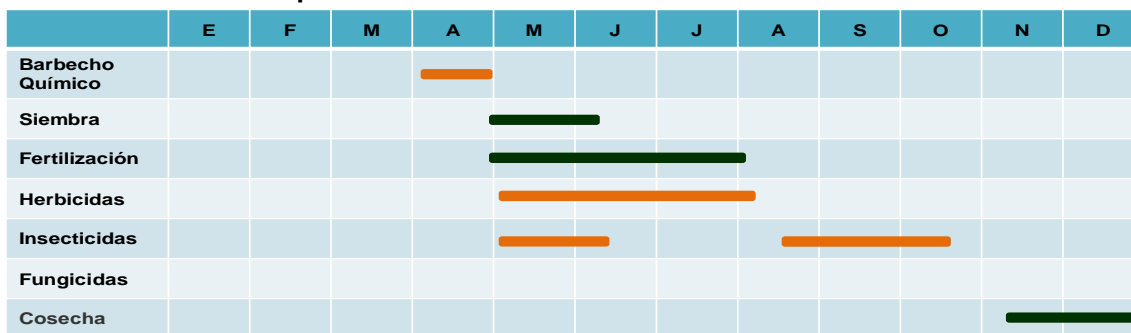 E F M A M J J A S O N D
Barbecho
Químico
Siembra
Fertilización
Herbicidas
Insecticidas
Fungicidas
Cosecha